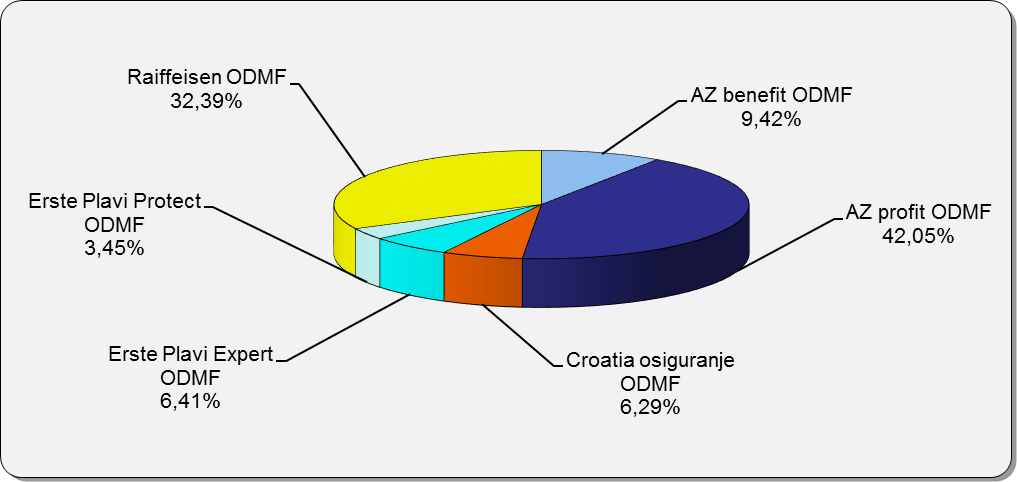 Raiffeisen ODMF
32,39%
AZ benefit ODMF
9,42%
Erste Plavi Protect
ODMF
3,45%
AZ profit ODMF
42,05%
Erste Plavi Expert
ODMF
6,41%
Croatia osiguranje
ODMF
6,29%